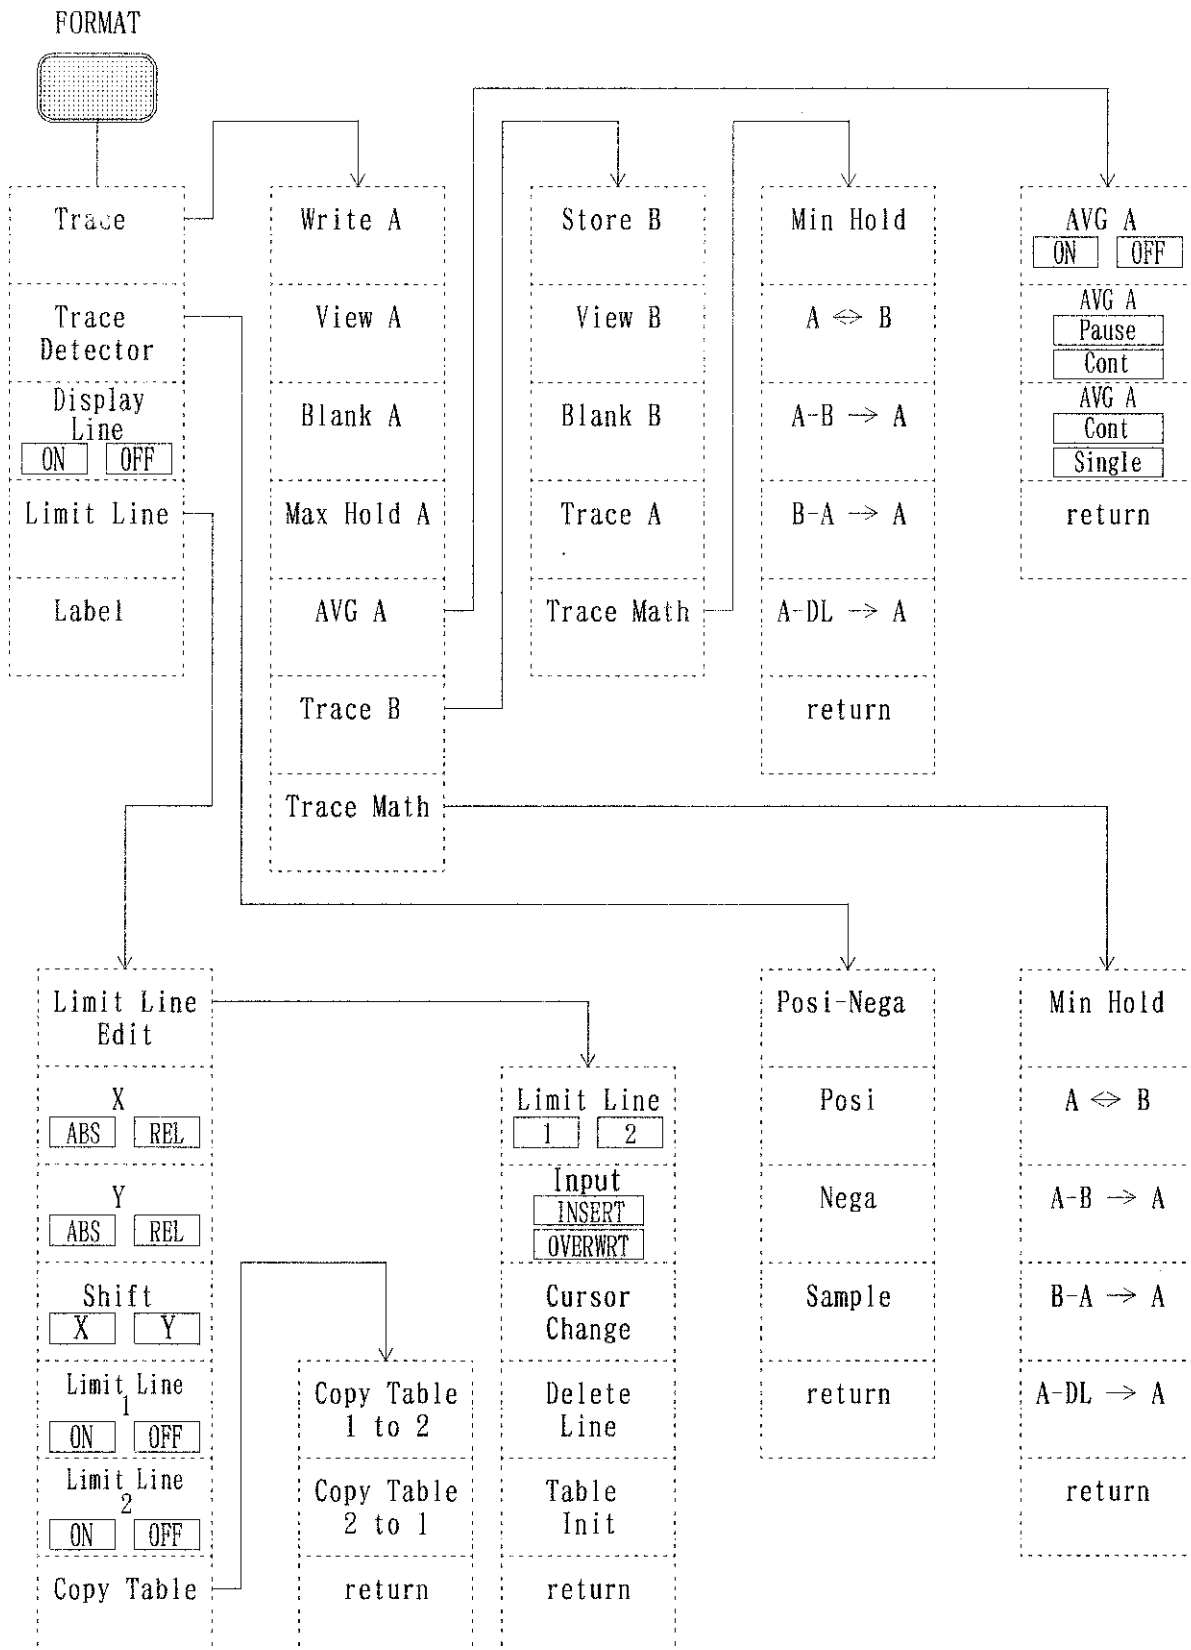 FORMAT
Trace
Trace
Detector
Display
Line
ON OFF
Limit Line
Label
Write A
View A
Blank A
Max Hold A
AVG A
Trace B
Trace Math
Store B
View B
Blank B
Trace A
Trace Math
Min Hold
A ⇔ B
A-B → A
B-A → A
A-DL → A
return
AVG A
ON OFF
AVG A
Pause
Cont
AVG A
Cont
Single
return
Limit Line
Edit
X
ABS REL
Y
ABS REL
Shift
X Y
Limit Line
1
ON OFF
Limit Line
2
ON OFF
Copy Table
Copy Table
1 to 2
Copy Table
2 to 1
return
Limit Line
1 2
Input
INSERT
OVERWRT
Cursor
Change
Delete
Line
Table
Init
return
Posi-Nega
Posi
Nega
Sample
return
Min Hold
A ⇔ B
A-B → A
B-A → A
A-DL → A
return